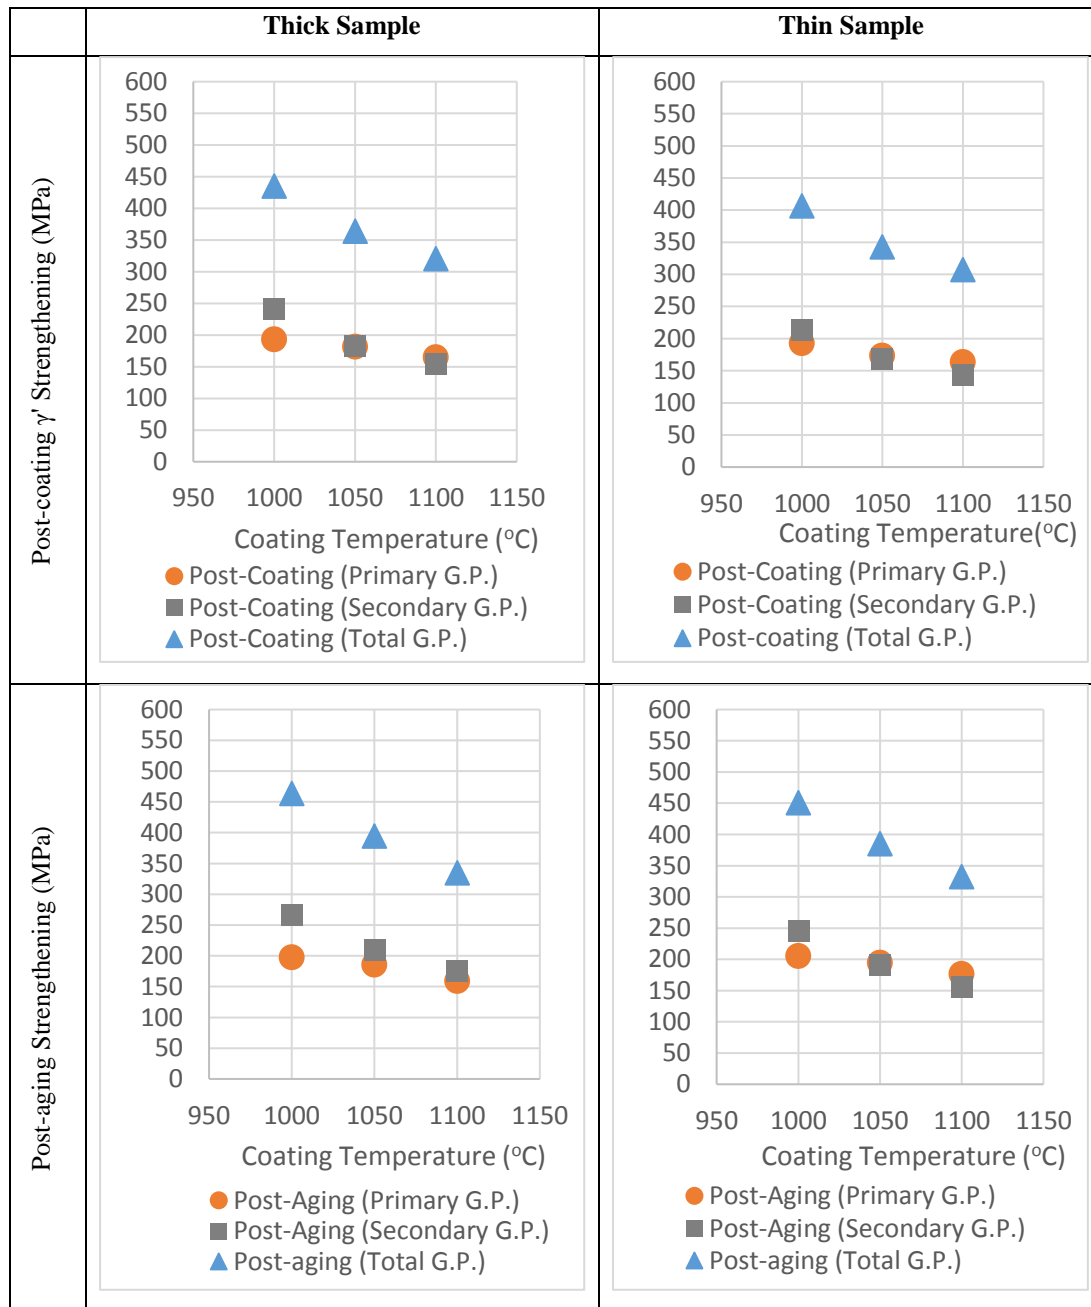 Thick Sample
Thin Sample
Post-coating γ' Strengthening (MPa)
600
550
500
450
400
350
300
250
200
150
100
50
0
950 1000 1050 1100 1150
Coating Temperature (°C)
Post-Coating (Primary G.P.)
Post-Coating (Secondary G.P.)
Post-Coating (Total G.P.)
600
550
500
450
400
350
300
250
200
150
100
50
0
950 1000 1050 1100 1150
Coating Temperature(°C)
Post-Coating (Primary G.P.)
Post-Coating (Secondary G.P.)
Post-coating (Total G.P.)
Post-aging Strengthening (MPa)
600
550
500
450
400
350
300
250
200
150
100
50
0
950 1000 1050 1100 1150
Coating Temperature (°C)
Post-Aging (Primary G.P.)
Post-Aging (Secondary G.P.)
Post-aging (Total G.P.)
600
550
500
450
400
350
300
250
200
150
100
50
0
950 1000 1050 1100 1150
Coating Temperature (°C)
Post-Aging (Primary G.P.)
Post-Aging (Secondary G.P.)
Post-aging (Total G.P.)